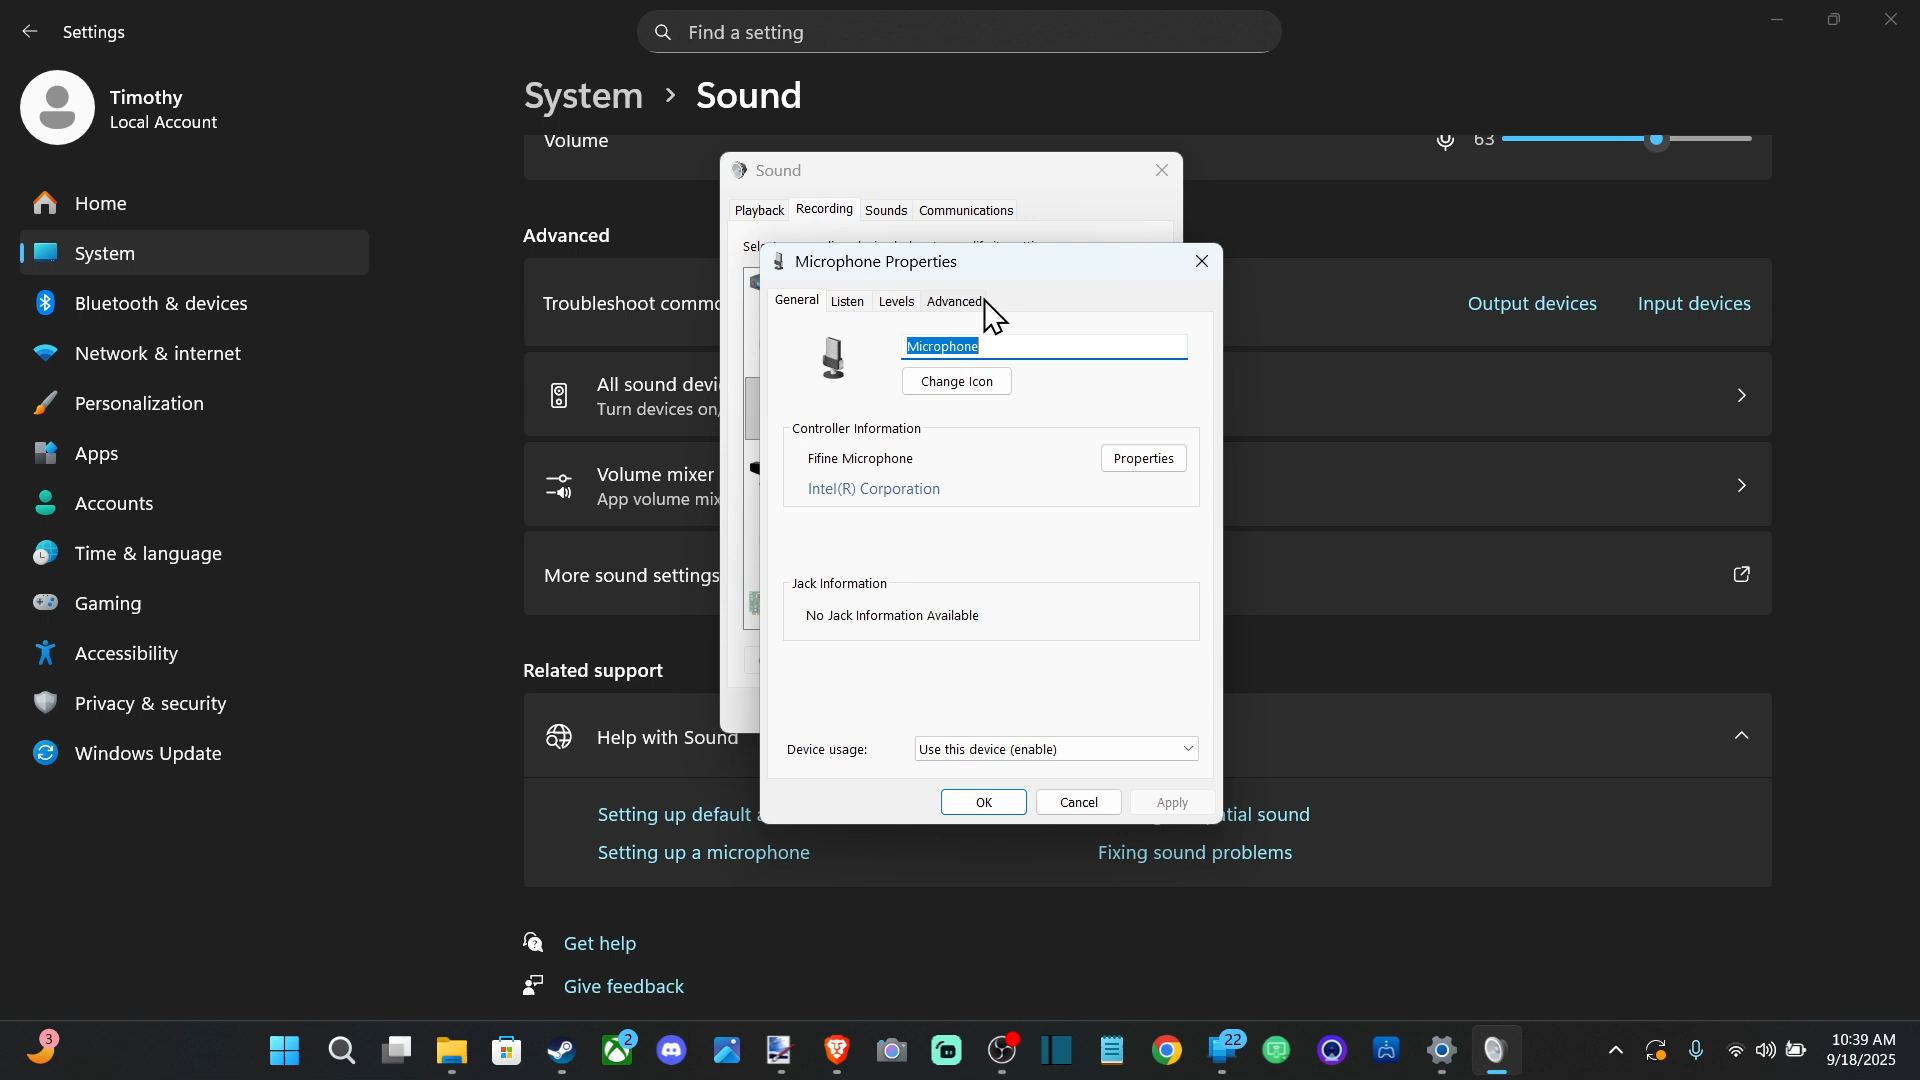 Settings
Find a setting
Timothy
Local Account
Home
System
Bluetooth & devices
Network & internet
Personalization
Apps
Accounts
Time & language
Gaming
Accessibility
Privacy & security
Windows Update
System > Sound
Volume
63
Advanced
Troubleshoot
Output devices
Input devices
All sound
Turn devices on,
Volume mixer
App volume
More sound settings
Related support
Help with Sound
Setting up default
Setting up a microphone
sound
Fixing sound problems
Get help
Give feedback
Sound
Playback
Recording
Sounds
Communications
Microphone Properties
General
Listen
Levels
Advanced
Microphone
Change Icon
Controller Information
Fifine Microphone
Properties
Intel(R) Corporation
Jack Information
No Jack Information Available
Device usage:
Use this device (enable)
OK
Cancel
Apply
3
2
22
10:39 AM
9/18/2025